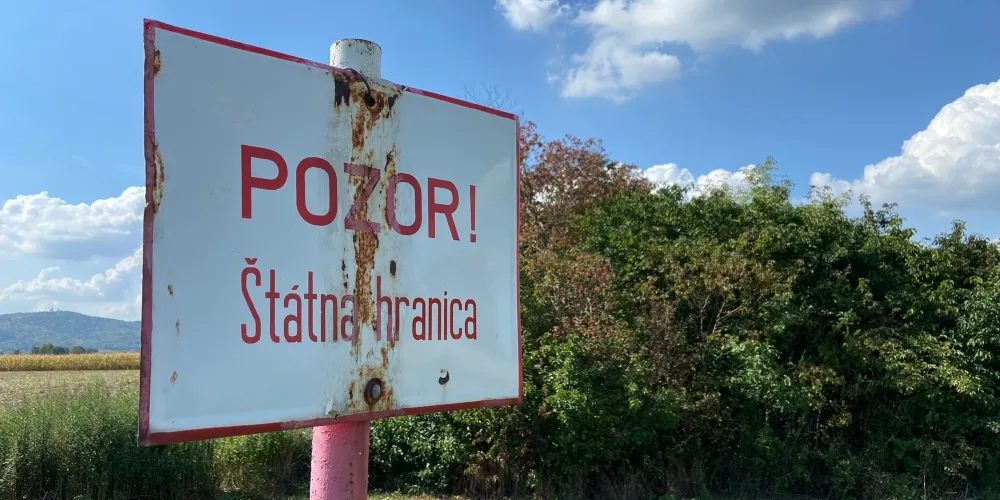 POZOR!
Štátna hranica